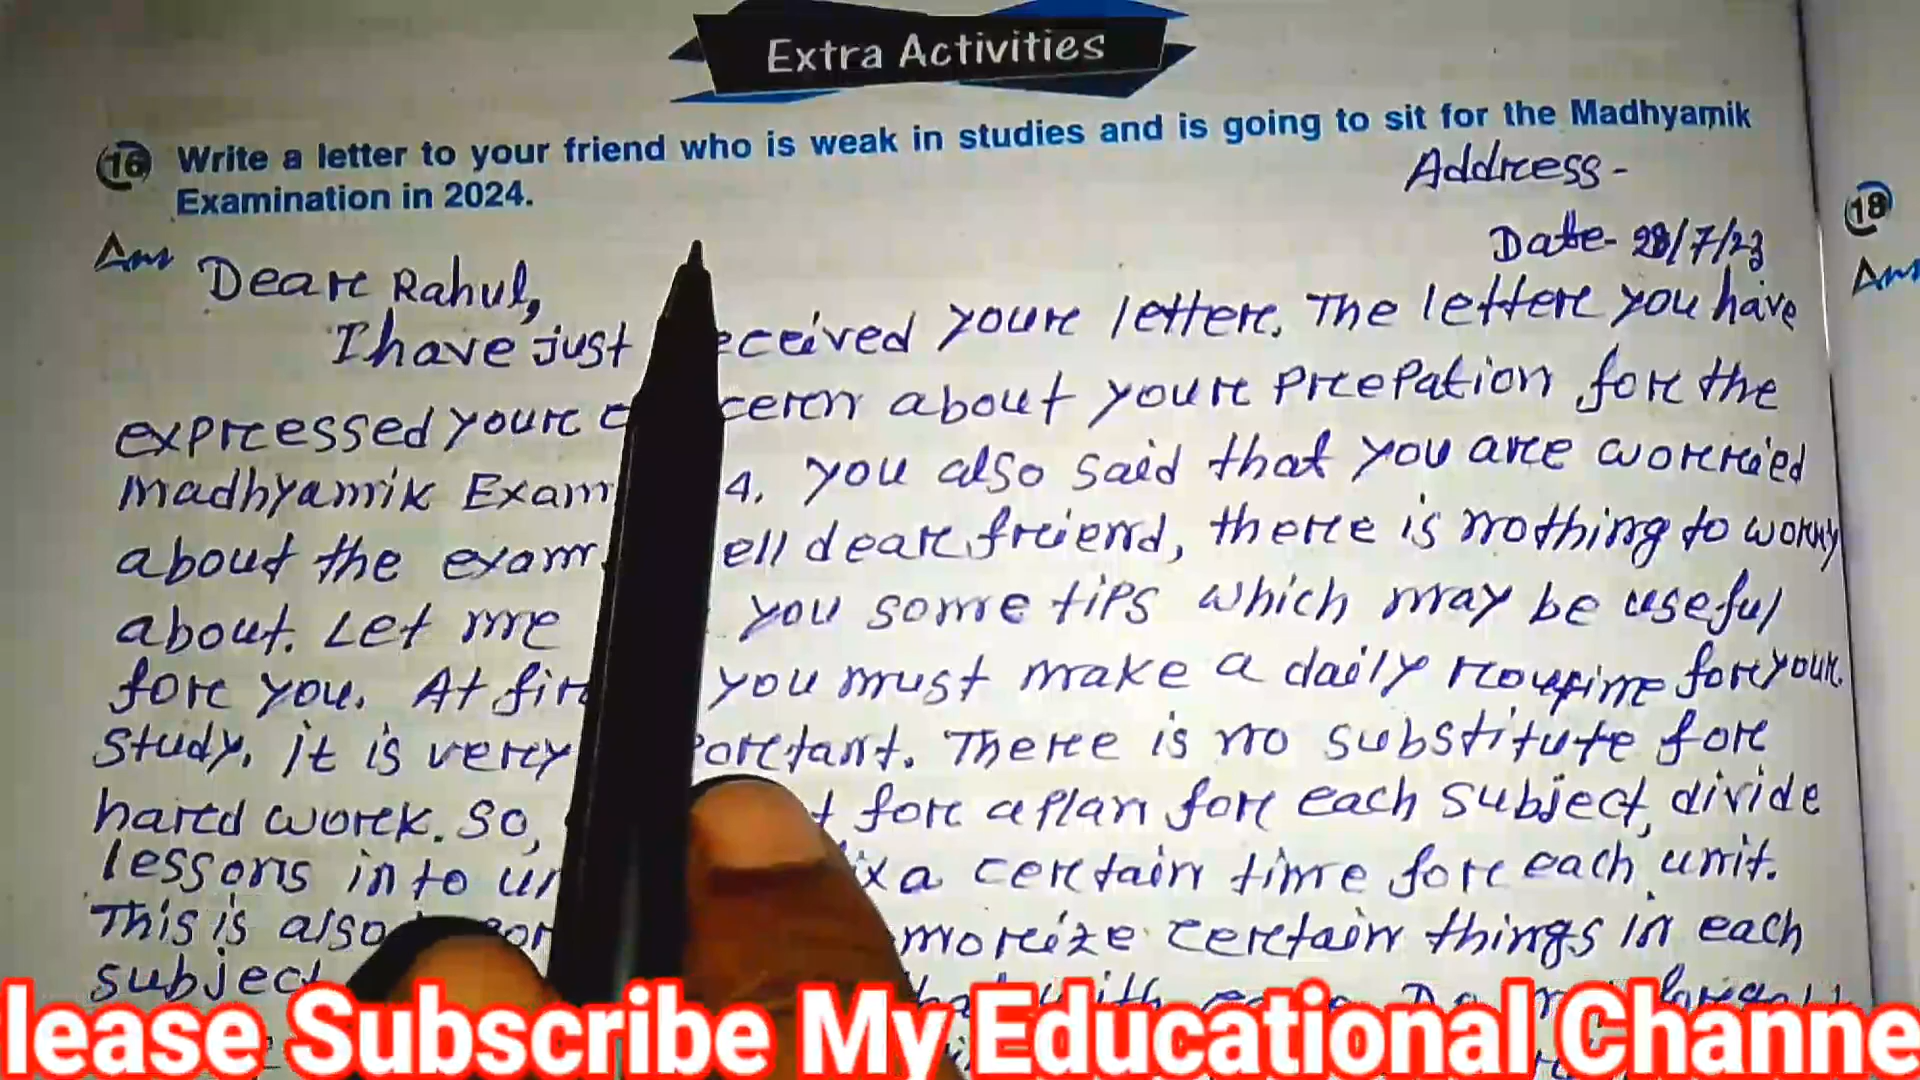 Extra Activities
16 Write a letter to your friend who is weak in studies and is going to sit for the Madhyamik
Examination in 2024.
Address-
Date- 28/7/23
Ans Dear Rahul,
I have just eceived your letter. The letter you have
expressed your c cern about your Prepation for the
Madhyamik Exam 4. you also said that you are worried
about the exam. ell dear friend, there is nothing to worry
about. Let me you some tips which may be useful
for you. At fir you must make a daily routine for your
study. it is very portant. There is no substitute for
hard work. So, t for a plan for each subject, divide
lessons in to un ix a certain time for each unit.
This is also morize certain things in each
subject
18
Ans
lease Subscribe My Educational Channe